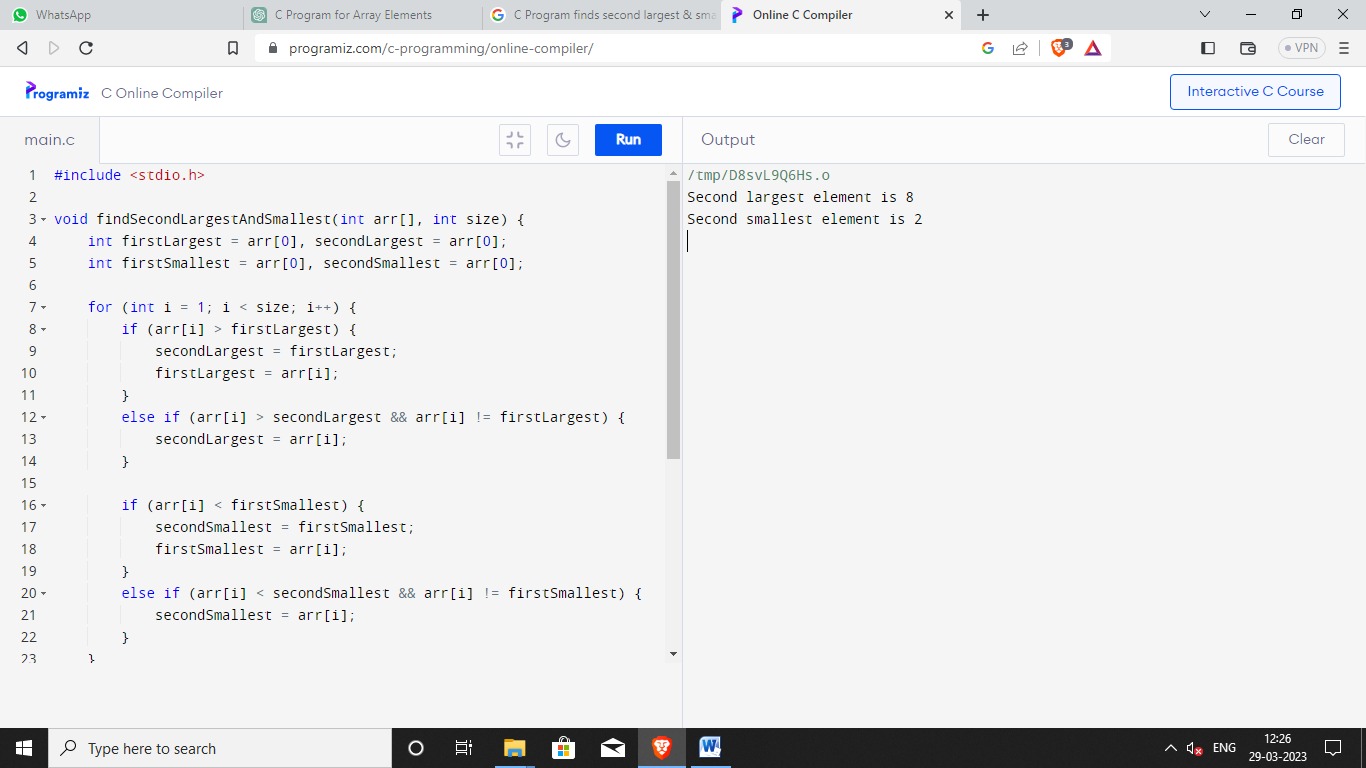 WhatsApp
C Program for Array Elements
C Program finds second largest & sma
Online C Compiler
programiz.com/c-programming/online-compiler/
3
VPN
Programiz C Online Compiler
Interactive C Course
main.c
Run
Output
Clear
1 #include <stdio.h>
2
3 void findSecondLargestAndSmallest(int arr[], int size) {
4     int firstLargest = arr[0], secondLargest = arr[0];
5     int firstSmallest = arr[0], secondSmallest = arr[0];
6
7     for (int i = 1; i < size; i++) {
8         if (arr[i] > firstLargest) {
9             secondLargest = firstLargest;
10             firstLargest = arr[i];
11         }
12         else if (arr[i] > secondLargest && arr[i] != firstLargest) {
13             secondLargest = arr[i];
14         }
15
16         if (arr[i] < firstSmallest) {
17             secondSmallest = firstSmallest;
18             firstSmallest = arr[i];
19         }
20         else if (arr[i] < secondSmallest && arr[i] != firstSmallest) {
21             secondSmallest = arr[i];
22         }
23     }
/tmp/D8svL9Q6Hs.o
Second largest element is 8
Second smallest element is 2
Type here to search
W
ENG
12:26
29-03-2023